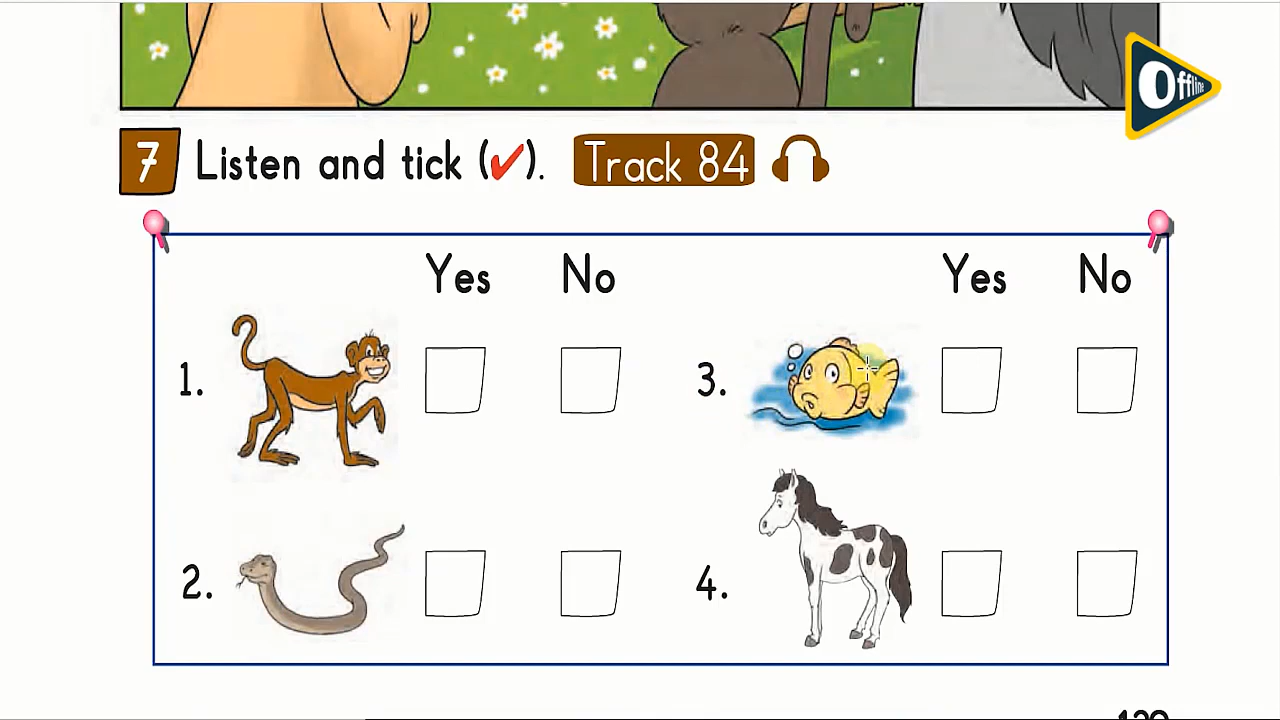 Offline
7 Listen and tick (✔). Track 84
Yes No Yes No
1. 3.
2. 4.